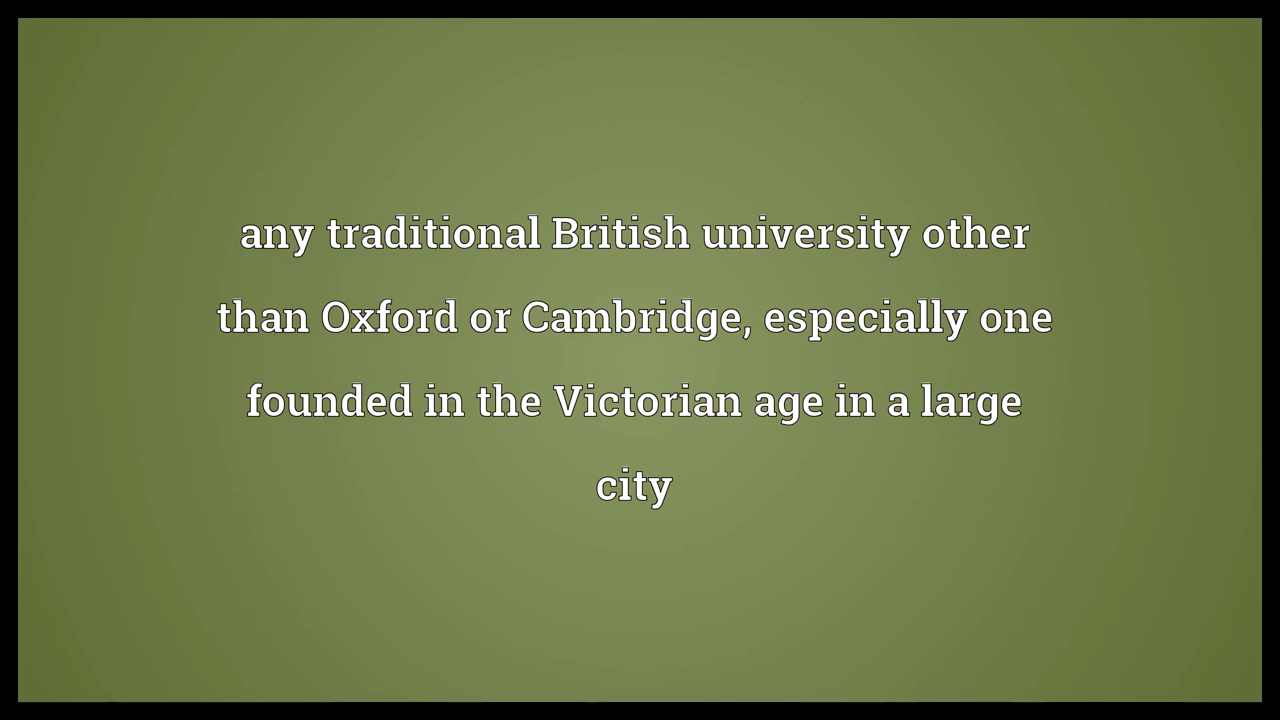 any traditional British university other
than Oxford or Cambridge, especially one
founded in the Victorian age in a large
city